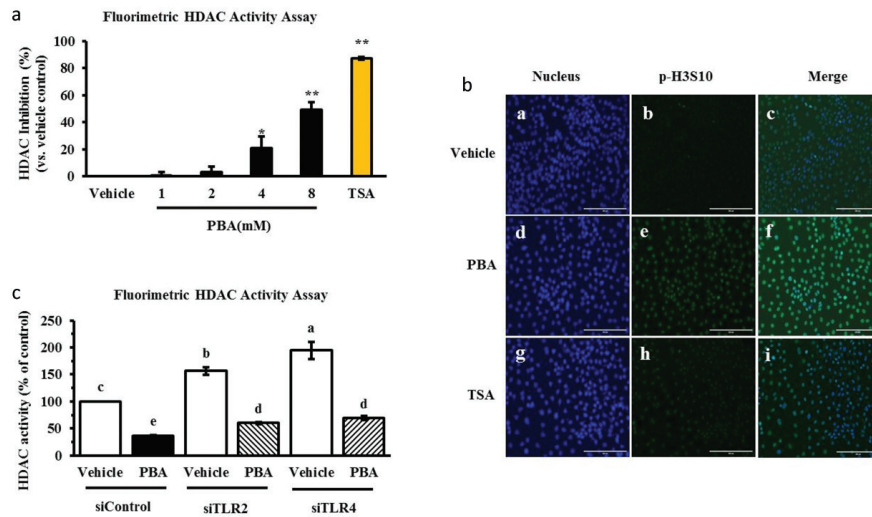 a
Fluorimetric HDAC Activity Assay
HDAC Inhibition (%)
(vs. vehicle control)
100
80
60
40
20
0
*
**
**
Vehicle 1 2 4 8 TSA
PBA(mM)
b
Nucleus p-H3S10 Merge
Vehicle
a b c
PBA
d e f
TSA
g h i
c
Fluorimetric HDAC Activity Assay
HDAC activity (% of control)
250
200
150
100
50
0
c e b d a d
Vehicle PBA Vehicle PBA Vehicle PBA
siControl siTLR2 siTLR4